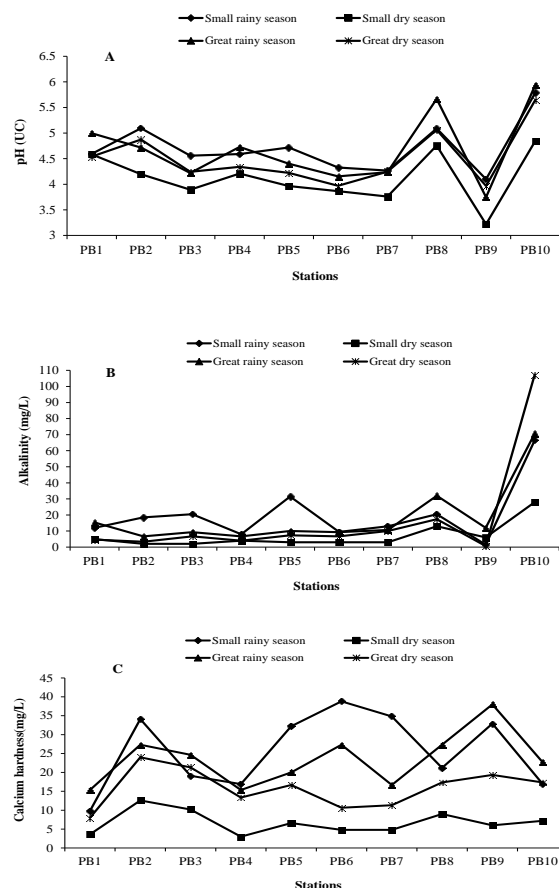 Small rainy season Small dry season
Great rainy season Great dry season
A
6.5
6
5.5
5
4.5
4
3.5
3
pH (UC)
PB1 PB2 PB3 PB4 PB5 PB6 PB7 PB8 PB9 PB10
Stations
Small rainy season Small dry season
Great rainy season Great dry season
B
110
100
90
80
70
60
50
40
30
20
10
0
Alkalinity (mg/L)
PB1 PB2 PB3 PB4 PB5 PB6 PB7 PB8 PB9 PB10
Stations
Small rainy season Small dry season
Great rainy season Great dry season
C
45
40
35
30
25
20
15
10
5
0
Calcium hardness(mg/L)
PB1 PB2 PB3 PB4 PB5 PB6 PB7 PB8 PB9 PB10
Stations